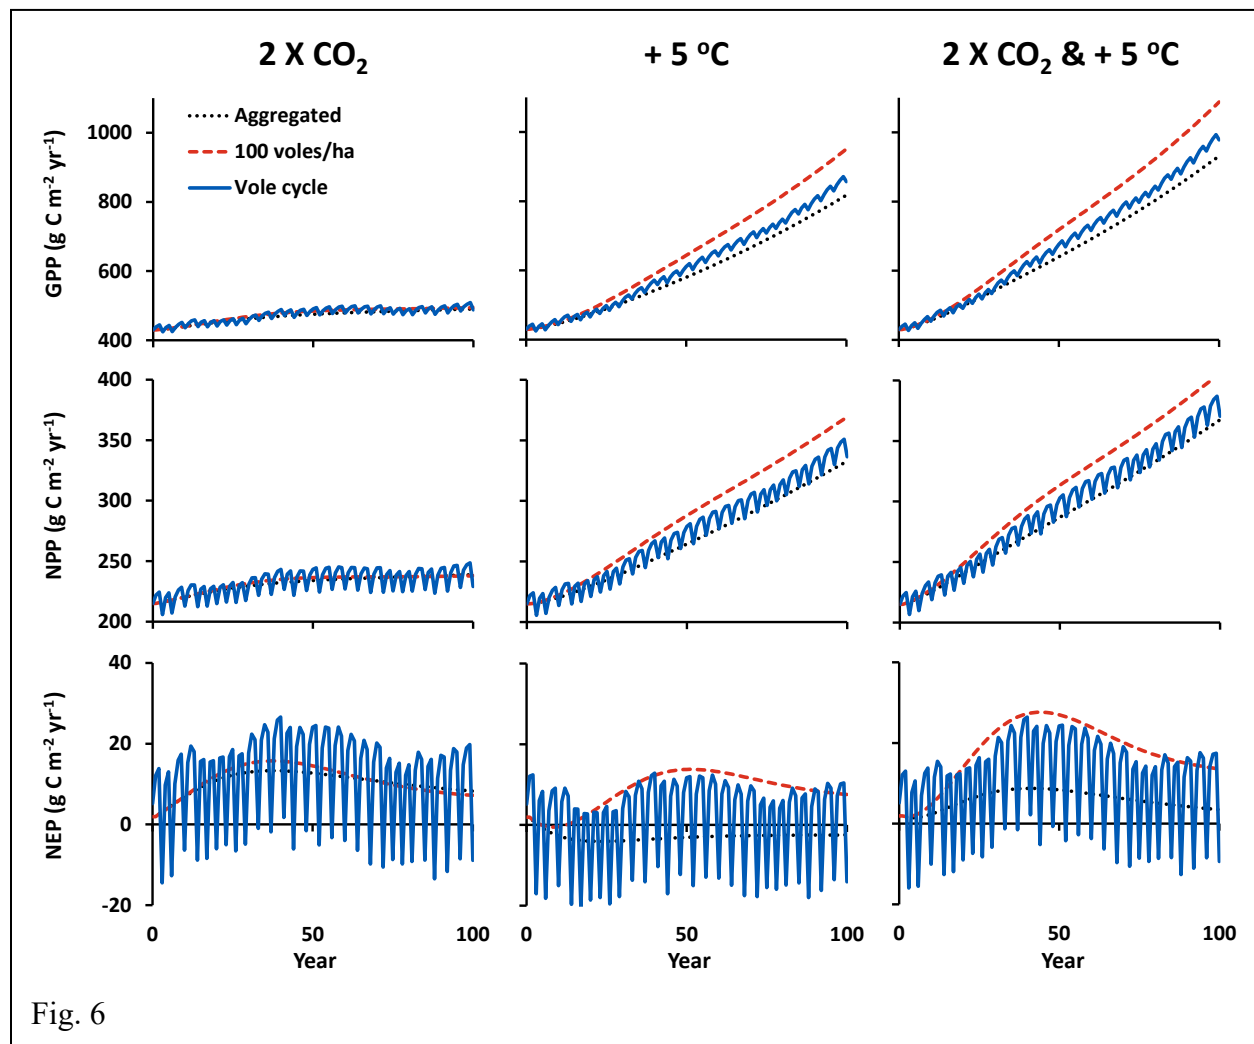 2 X CO₂
+ 5 ᵒC
2 X CO₂ & + 5 ᵒC
GPP (g C m⁻² yr⁻¹)
1000
800
600
400
Aggregated
100 voles/ha
Vole cycle
NPP (g C m⁻² yr⁻¹)
400
350
300
250
200
NEP (g C m⁻² yr⁻¹)
40
20
0
-20
0 50 100
0 50 100
0 50 100
Year
Year
Year
Fig. 6